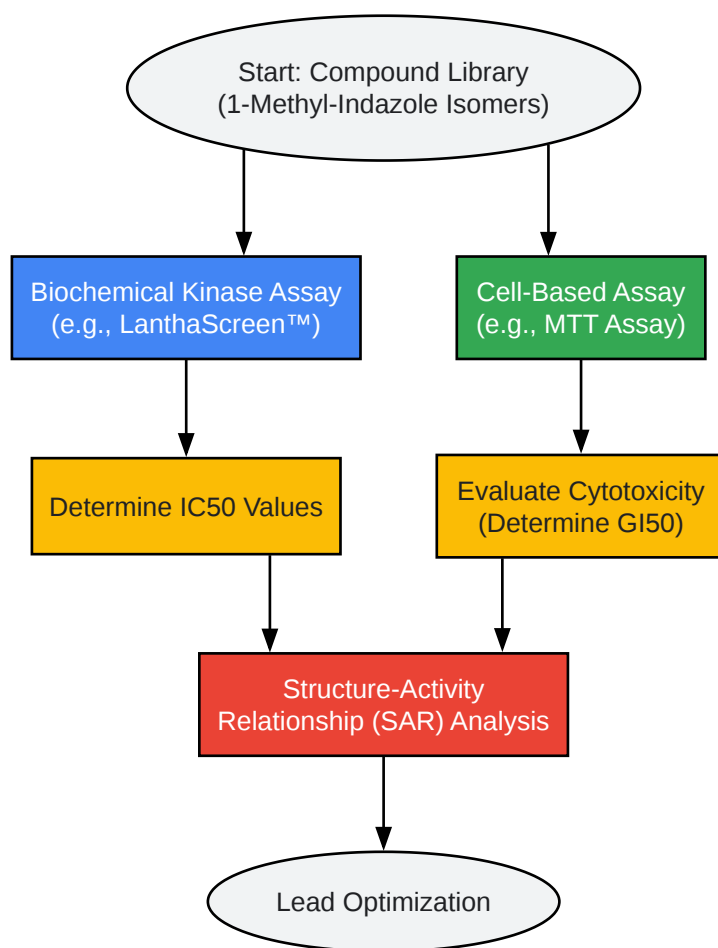 Start: Compound Library
(1-Methyl-Indazole Isomers)
Biochemical Kinase Assay
(e.g., LanthaScreen™)
Cell-Based Assay
(e.g., MTT Assay)
Determine IC50 Values
Evaluate Cytotoxicity
(Determine GI50)
Structure-Activity
Relationship (SAR) Analysis
Lead Optimization